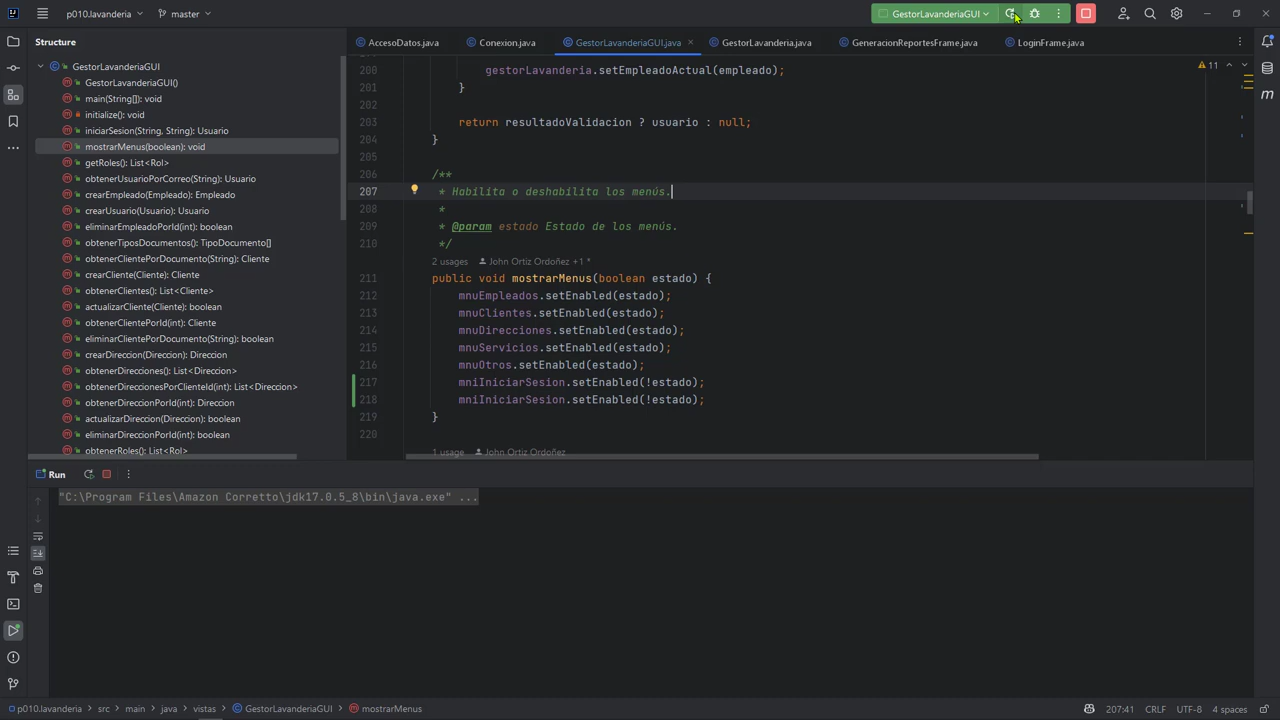 p010.lavanderia
master
GestorLavanderiaGUI
Structure
AccesoDatos.java
Conexion.java
GestorLavanderiaGUI.java
GestorLavanderia.java
GeneracionReportesFrame.java
LoginFrame.java
GestorLavanderiaGUI
GestorLavanderiaGUI()
main(String[]): void
initialize(): void
iniciarSesion(String, String): Usuario
mostrarMenus(boolean): void
getRoles(): List<Rol>
obtenerUsuarioPorCorreo(String): Usuario
crearEmpleado(Empleado): Empleado
crearUsuario(Usuario): Usuario
eliminarEmpleadoPorId(int): boolean
obtenerTiposDocumentos(): TipoDocumento[]
obtenerClientePorDocumento(String): Cliente
crearCliente(Cliente): Cliente
obtenerClientes(): List<Cliente>
actualizarCliente(Cliente): boolean
obtenerClientePorId(int): Cliente
eliminarClientePorDocumento(String): boolean
crearDireccion(Direccion): Direccion
obtenerDirecciones(): List<Direccion>
obtenerDireccionesPorClienteId(int): List<Direccion>
obtenerDireccionPorId(int): Direccion
actualizarDireccion(Direccion): boolean
eliminarDireccionPorId(int): boolean
obtenerRoles(): List<Rol>
11
200 gestorLavanderia.setEmpleadoActual(empleado);
201 }
202
203 return resultadoValidacion ? usuario : null;
204 }
205
206 /**
207 * Habilita o deshabilita los menús.
208 *
209 * @param estado Estado de los menús.
210 */
2 usages John Ortiz Ordoñez +1 *
211 public void mostrarMenus(boolean estado) {
212 mnuEmpleados.setEnabled(estado);
213 mnuClientes.setEnabled(estado);
214 mnuDirecciones.setEnabled(estado);
215 mnuServicios.setEnabled(estado);
216 mnuOtros.setEnabled(estado);
217 mniIniciarSesion.setEnabled(!estado);
218 mniIniciarSesion.setEnabled(!estado);
219 }
220
1 usage John Ortiz Ordoñez
Run
"C:\Program Files\Amazon Corretto\jdk17.0.5_8\bin\java.exe" ...
p010.lavanderia > src > main > java > vistas > GestorLavanderiaGUI > mostrarMenus
207:41 CRLF UTF-8 4 spaces